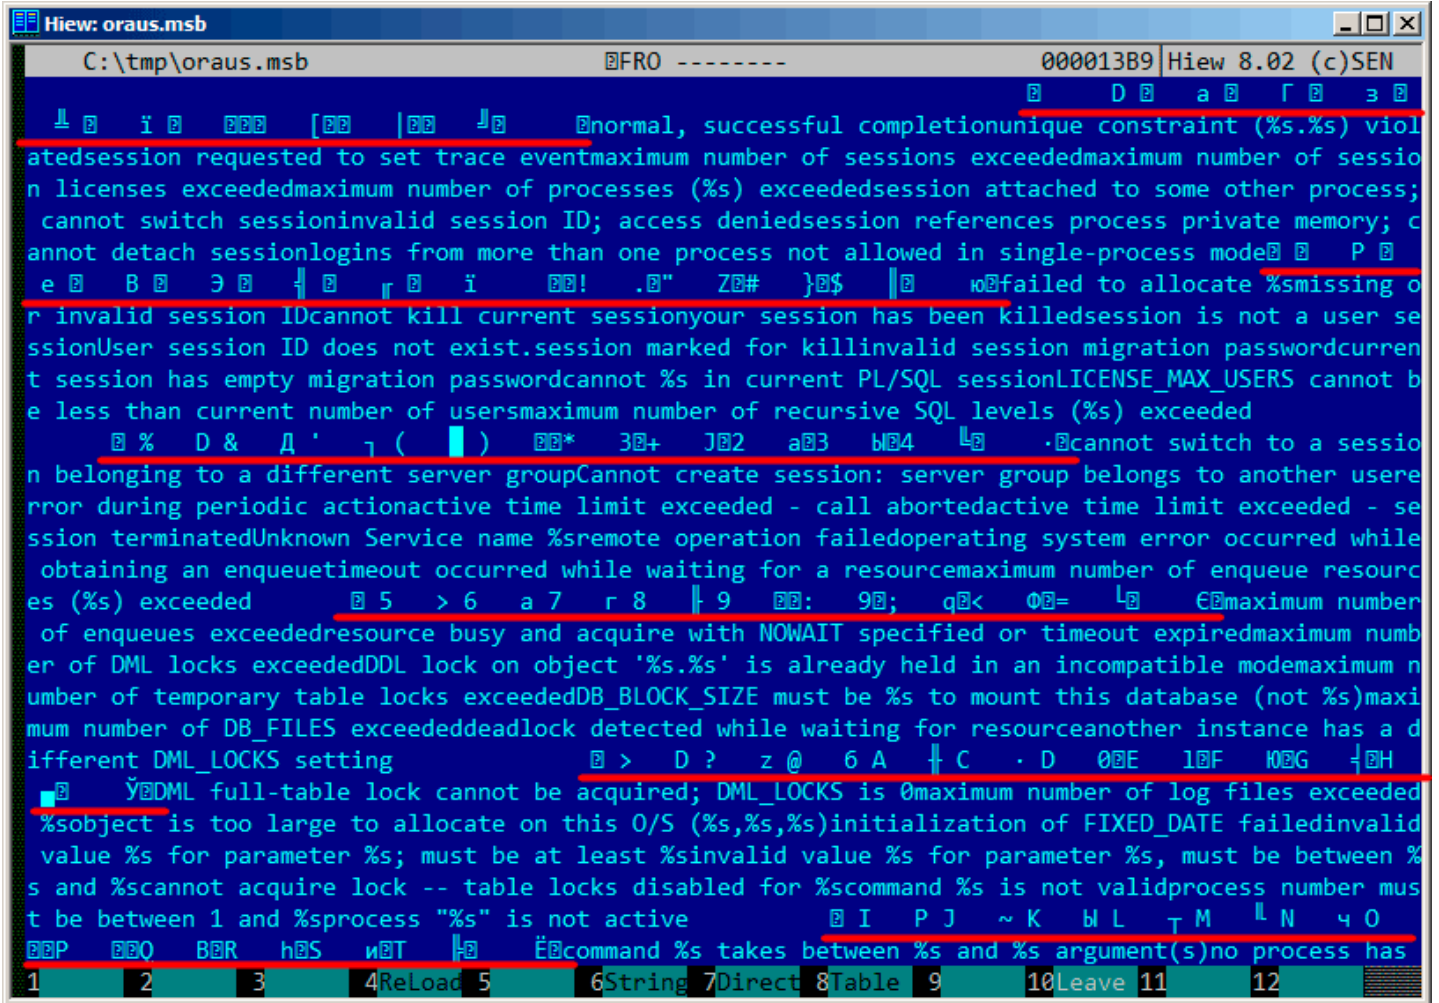 Hiew: oraus.msb
C:\tmp\oraus.msb FRO -------- 000013B9 Hiew 8.02 (c)SEN
D а Г з
╨ ï [ | ╜ normal, successful completionunique constraint (%s.%s) viol
atedsession requested to set trace eventmaximum number of sessions exceededmaximum number of sessio
n licenses exceededmaximum number of processes (%s) exceededsession attached to some other process;
cannot switch sessioninvalid session ID; access deniedsession references process private memory; c
annot detach sessionlogins from more than one process not allowed in single-process mode P
e B Э ╡ ╓ ï ! ." Z# }$ ║ ю failed to allocate %smissing o
r invalid session IDcannot kill current sessionyour session has been killedsession is not a user se
ssionUser session ID does not exist.session marked for killinvalid session migration passwordcurren
t session has empty migration passwordcannot %s in current PL/SQL sessionLICENSE_MAX_USERS cannot b
e less than current number of usersmaximum number of recursive SQL levels (%s) exceeded
% D & Д ' ┐ ( █ ) * 3+ J2 a3 Ы4 ╚ · cannot switch to a sessio
n belonging to a different server groupCannot create session: server group belongs to another usere
rror during periodic actionactive time limit exceeded - call abortedactive time limit exceeded - se
ssion terminatedUnknown Service name %sremote operation failedoperating system error occurred while
obtaining an enqueuetimeout occurred while waiting for a resourcemaximum number of enqueue resourc
es (%s) exceeded 5 > 6 a 7 г 8 ╟ 9 : 9; q< Ф= ╘ Є maximum number
of enqueues exceededresource busy and acquire with NOWAIT specified or timeout expiredmaximum numb
er of DML locks exceededDDL lock on object '%s.%s' is already held in an incompatible modemaximum n
umber of temporary table locks exceededDB_BLOCK_SIZE must be %s to mount this database (not %s)maxi
mum number of DB_FILES exceededdeadlock detected while waiting for resourceanother instance has a d
ifferent DML_LOCKS setting > D ? z @ б A ╫ C · D 0E lF ЮG ╡H
▄ Ў DML full-table lock cannot be acquired; DML_LOCKS is 0maximum number of log files exceeded
%sobject is too large to allocate on this O/S (%s,%s,%s)initialization of FIXED_DATE failedinvalid
value %s for parameter %s; must be at least %sinvalid value %s for parameter %s, must be between %
s and %scannot acquire lock -- table locks disabled for %scommand %s is not validprocess number mus
t be between 1 and %sprocess "%s" is not active I P J ~ K Ы L ┬ M ╙ N ч O
P Q BR hS иT ╠ Ё command %s takes between %s and %s argument(s)no process has
1 2 3 4ReLoad 5 6String 7Direct 8Table 9 10Leave 11 12